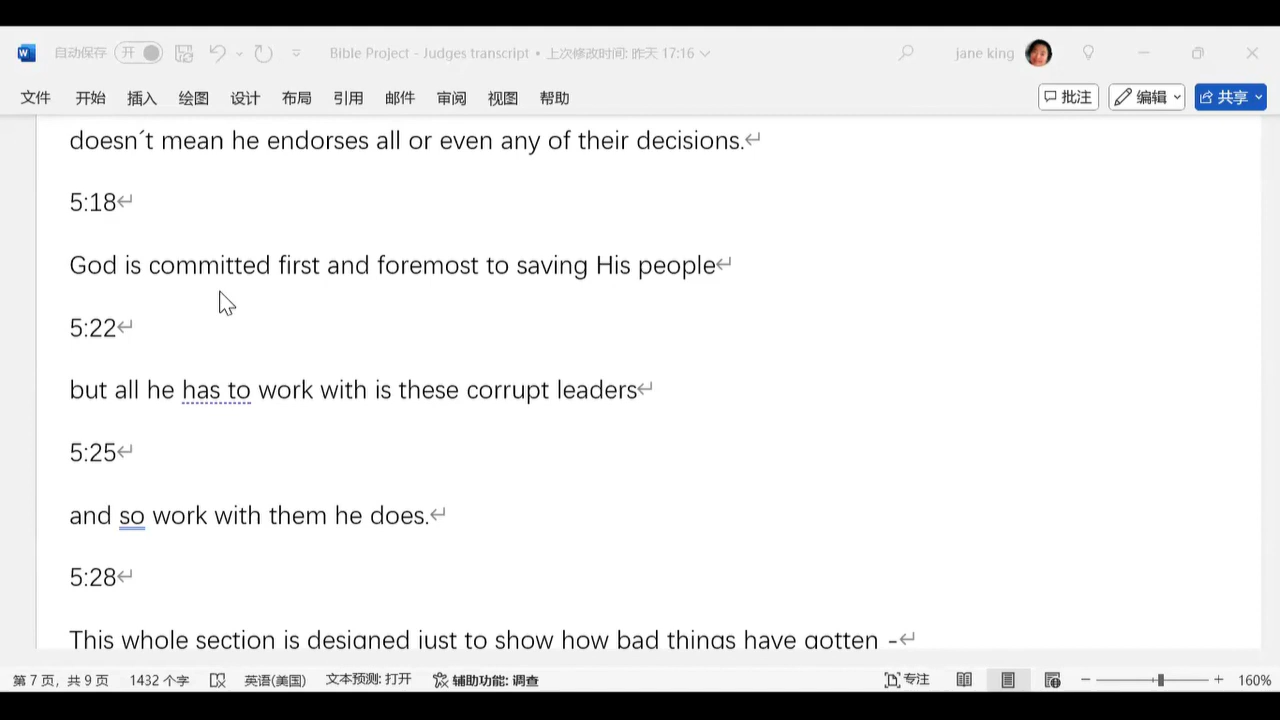 自动保存 开 Bible Project - Judges transcript • 上次修改时间: 昨天 17:16 jane king
文件 开始 插入 绘图 设计 布局 引用 邮件 审阅 视图 帮助 批注 编辑 共享
doesn´t mean he endorses all or even any of their decisions.
5:18
God is committed first and foremost to saving His people
5:22
but all he has to work with is these corrupt leaders
5:25
and so work with them he does.
5:28
This whole section is designed just to show how bad things have gotten -
第 7 页，共 9 页 1432 个字 英语(美国) 文本预测: 打开 辅助功能: 调查 专注 160%